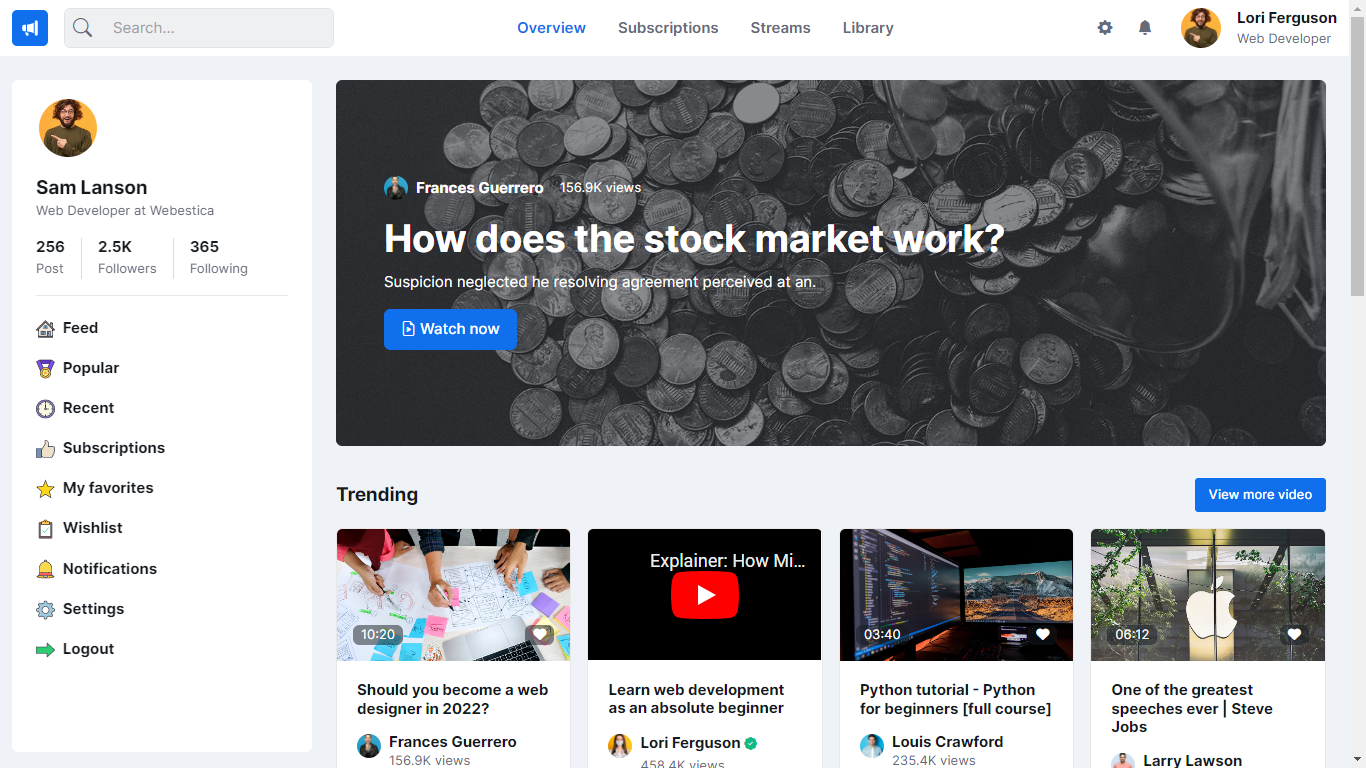 Search...
Overview
Subscriptions
Streams
Library
Lori Ferguson
Web Developer
Sam Lanson
Web Developer at Webestica
256
Post
2.5K
Followers
365
Following
Feed
Popular
Recent
Subscriptions
My favorites
Wishlist
Notifications
Settings
Logout
Frances Guerrero 156.9K views
How does the stock market work?
Suspicion neglected he resolving agreement perceived at an.
Watch now
Trending
View more video
10:20
Should you become a web
designer in 2022?
Frances Guerrero
156.9K views
Explainer: How Mi...
Learn web development
as an absolute beginner
Lori Ferguson
458.4K views
03:40
Python tutorial - Python
for beginners [full course]
Louis Crawford
235.4K views
06:12
One of the greatest
speeches ever | Steve
Jobs
Larry Lawson